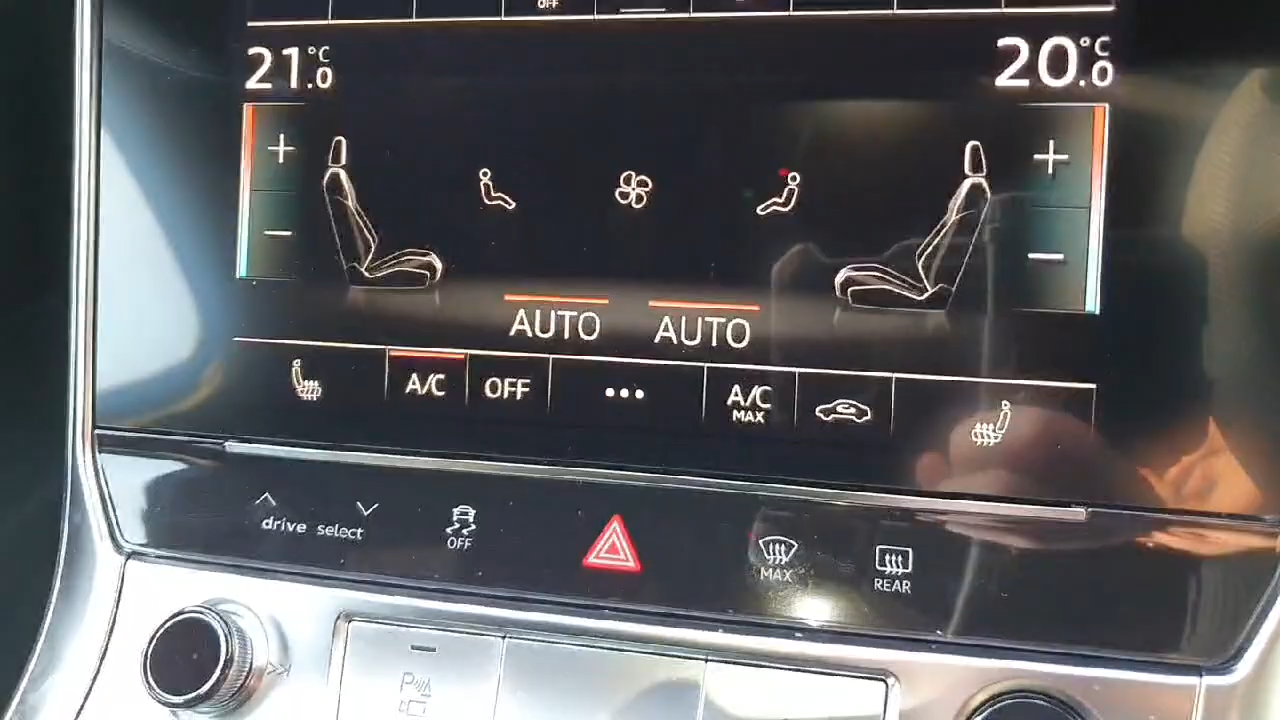 OFF
21.0 °C
20.0 °C
+
+
−
−
AUTO AUTO
A/C OFF ••• A/C MAX
drive select
OFF
MAX
REAR
P